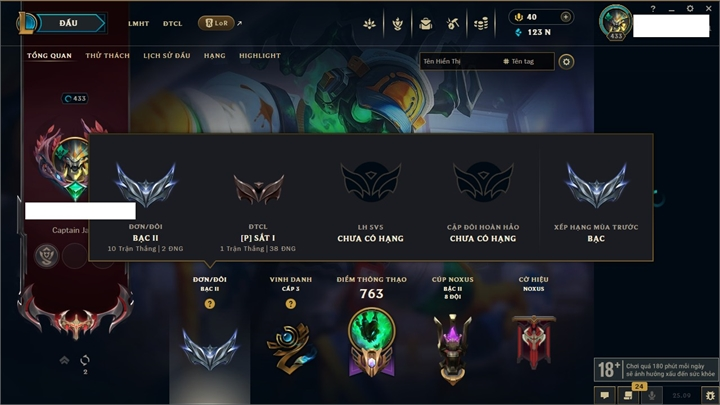 ĐẤU
LMHT
ĐTCL
LoR
40
123 N
433
TỔNG QUAN
THỬ THÁCH
LỊCH SỬ ĐẤU
HẠNG
HIGHLIGHT
Tên Hiển Thị
# Tên tag
433
Captain Ja
ĐƠN/ĐÔI
BẠC II
10 Trận Thắng | 2 ĐNG
ĐTCL
[P] SẮT I
1 Trận Thắng | 38 ĐNG
LH 5V5
CHƯA CÓ HẠNG
CẶP ĐÔI HOÀN HẢO
CHƯA CÓ HẠNG
XẾP HẠNG MÙA TRƯỚC
BẠC
ĐƠN/ĐÔI
BẠC II
?
VINH DANH
CẤP 3
?
ĐIỂM THÔNG THẠO
763
CÚP NOXUS
BẠC II
8 ĐỘI
CỜ HIỆU
NOXUS
2
18+
Chơi quá 180 phút mỗi ngày
sẽ ảnh hưởng xấu đến sức khỏe
24